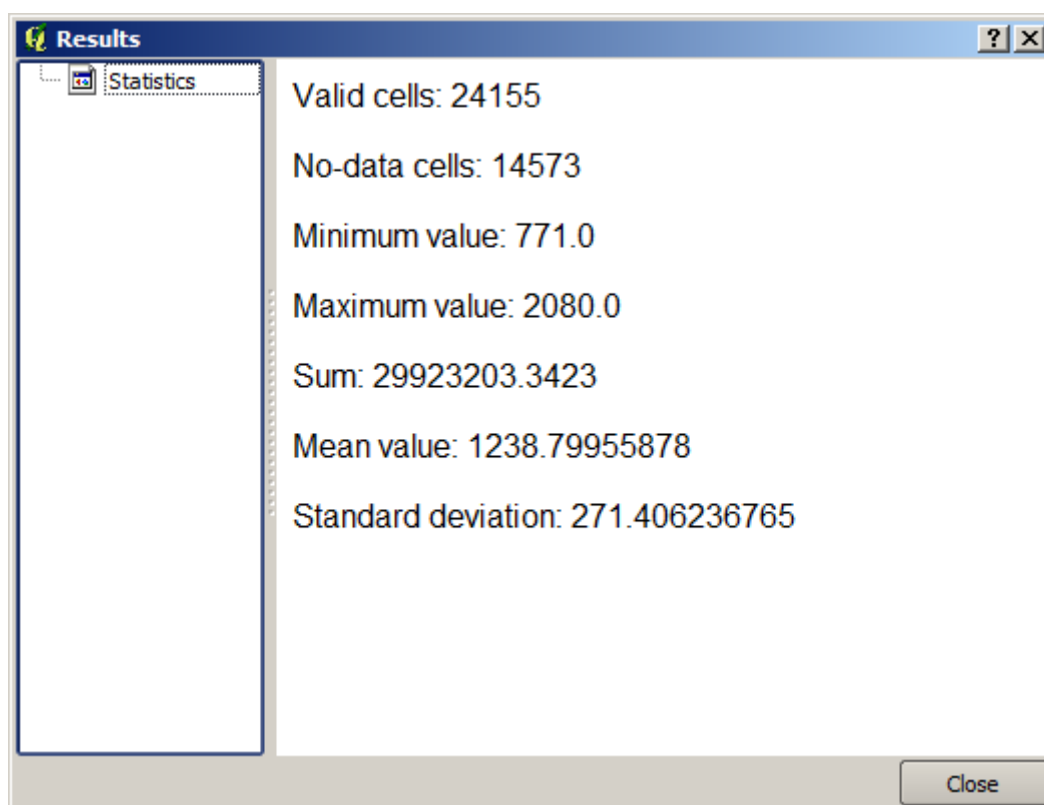 Results
Statistics
Valid cells: 24155
No-data cells: 14573
Minimum value: 771.0
Maximum value: 2080.0
Sum: 29923203.3423
Mean value: 1238.79955878
Standard deviation: 271.406236765
Close